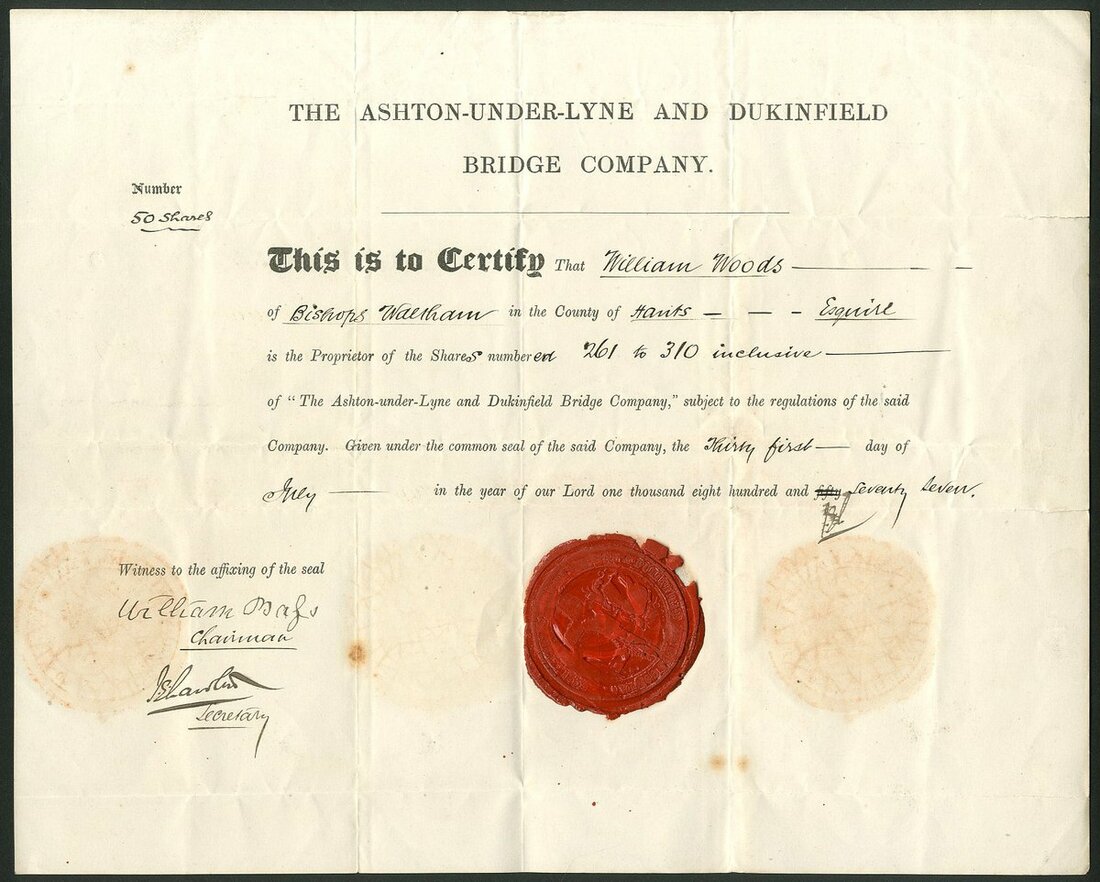 THE ASHTON-UNDER-LYNE AND DUKINFIELD
BRIDGE COMPANY.
Number
50 Shares
This is to Certify That William Woods
of Bishops Waltham in the County of Hants Esquire
is the Proprietor of the Shares numbered 261 to 310 inclusive
of "The Ashton-under-Lyne and Dukinfield Bridge Company," subject to the regulations of the said
Company. Given under the common seal of the said Company, the Thirty first day of
July in the year of our Lord one thousand eight hundred and fifty Seventy Seven.
Witness to the affixing of the seal
William Bass
Chairman
Secretary